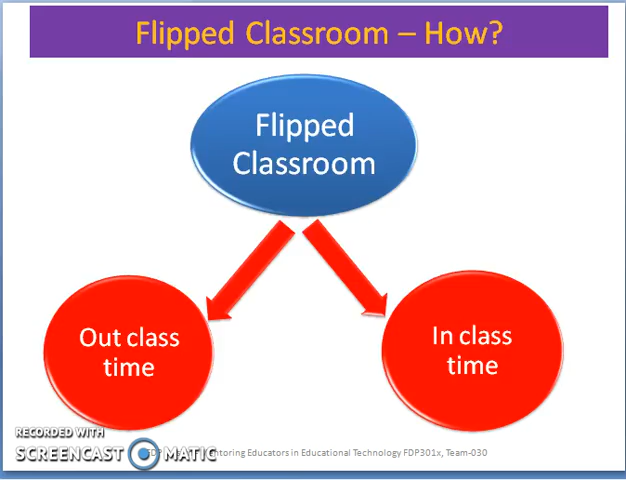 Flipped Classroom – How?
Flipped
Classroom
Out class
time
In class
time
RECORDED WITH
SCREENCAST MATIC
Educators in Educational Technology FDP301x, Team-030